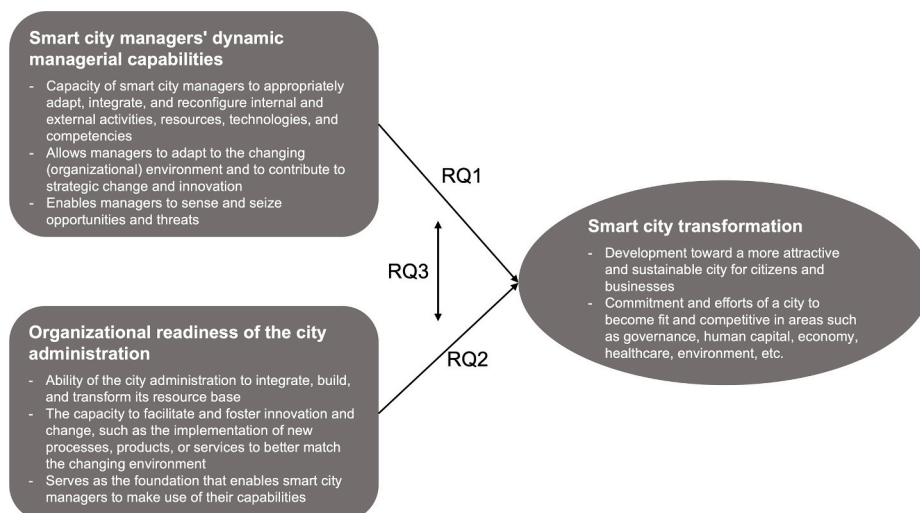 Smart city managers' dynamic
managerial capabilities
- Capacity of smart city managers to appropriately
adapt, integrate, and reconfigure internal and
external activities, resources, technologies, and
competencies
- Allows managers to adapt to the changing
(organizational) environment and to contribute to
strategic change and innovation
- Enables managers to sense and seize
opportunities and threats
RQ1
RQ3
RQ2
Smart city transformation
- Development toward a more attractive
and sustainable city for citizens and
businesses
- Commitment and efforts of a city to
become fit and competitive in areas such
as governance, human capital, economy,
healthcare, environment, etc.
Organizational readiness of the city
administration
- Ability of the city administration to integrate, build,
and transform its resource base
- The capacity to facilitate and foster innovation and
change, such as the implementation of new
processes, products, or services to better match
the changing environment
- Serves as the foundation that enables smart city
managers to make use of their capabilities